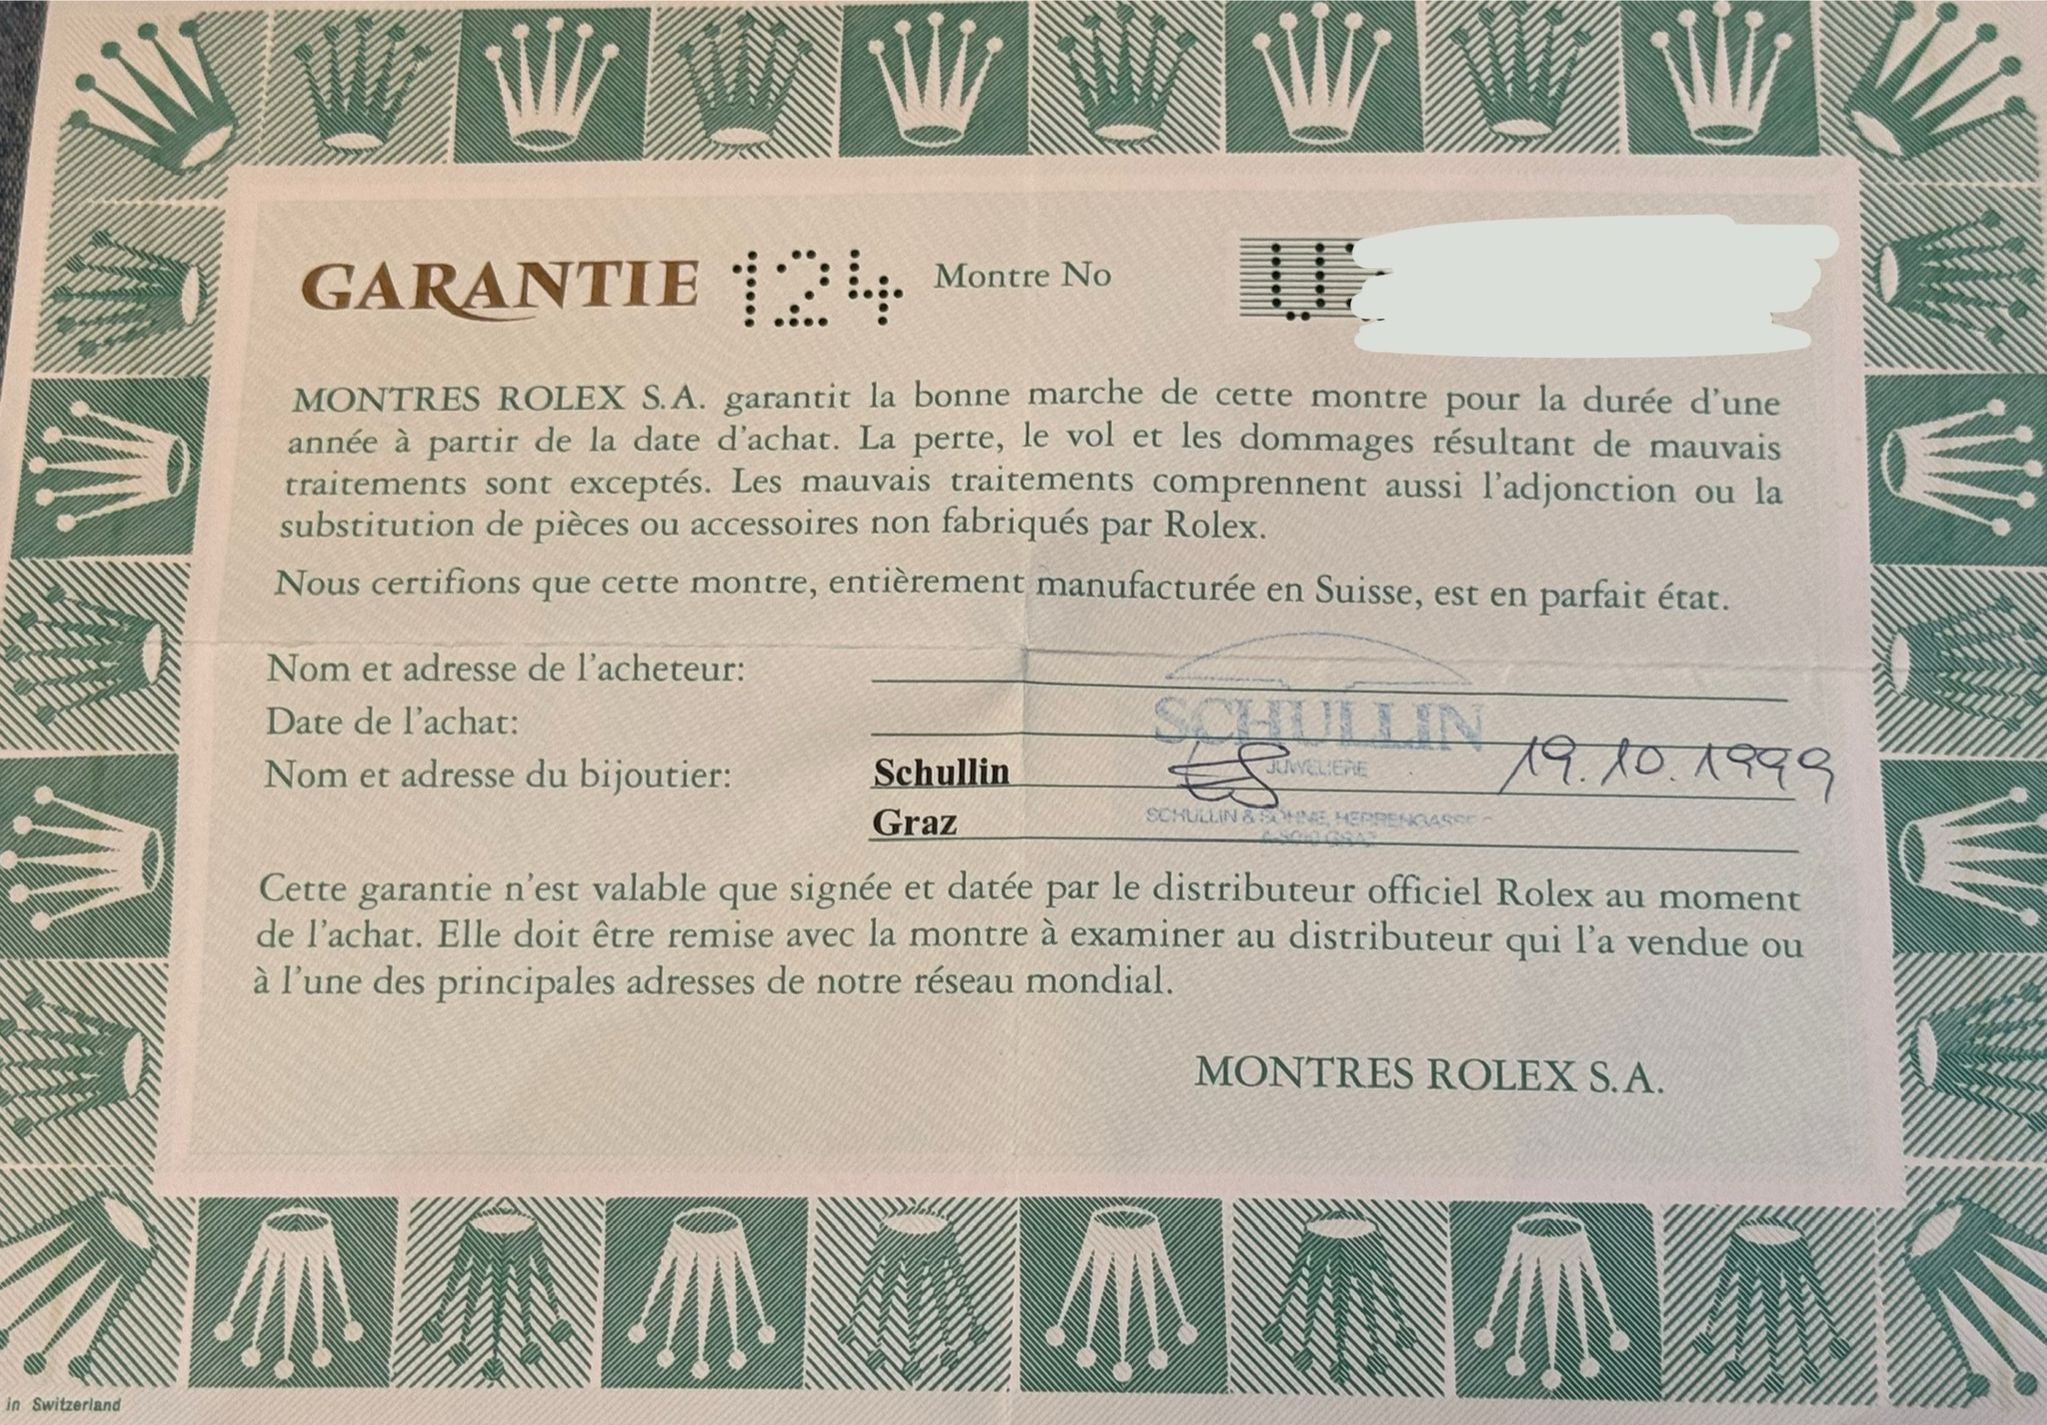 GARANTIE 124 Montre No U
MONTRES ROLEX S.A. garantit la bonne marche de cette montre pour la durée d'une
année à partir de la date d'achat. La perte, le vol et les dommages résultant de mauvais
traitements sont exceptés. Les mauvais traitements comprennent aussi l'adjonction ou la
substitution de pièces ou accessoires non fabriqués par Rolex.
Nous certifions que cette montre, entièrement manufacturée en Suisse, est en parfait état.
Nom et adresse de l'acheteur:
Date de l'achat:
SCHULLIN
JUWELIERE
Nom et adresse du bijoutier: Schullin 19.10.1999
SCHULLIN & SÖHNE, HERRENGASSE
Graz
Cette garantie n'est valable que signée et datée par le distributeur officiel Rolex au moment
de l'achat. Elle doit être remise avec la montre à examiner au distributeur qui l'a vendue ou
à l'une des principales adresses de notre réseau mondial.
MONTRES ROLEX S.A.
in Switzerland